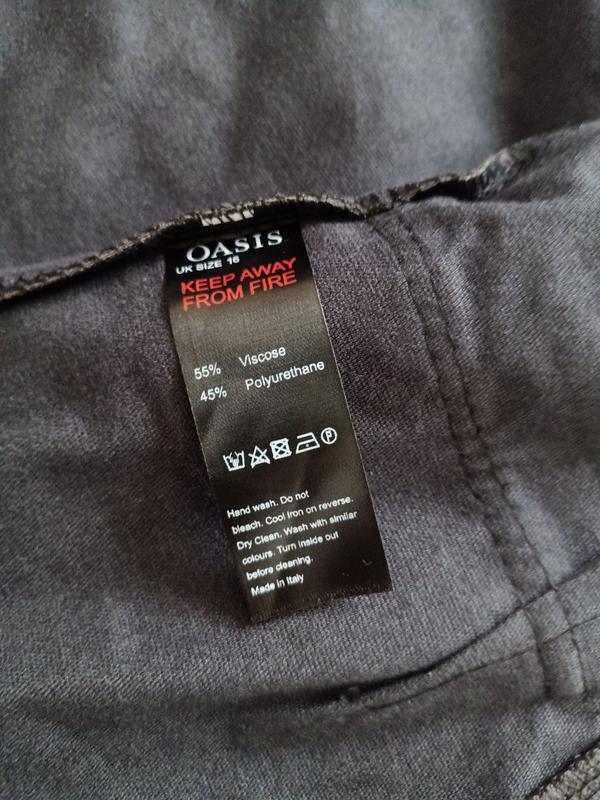 OASIS
UK SIZE 16
KEEP AWAY
FROM FIRE
55% Viscose
45% Polyurethane
P
Hand wash. Do not
bleach. Cool Iron on reverse.
Dry Clean. Wash with similar
colours. Turn inside out
before cleaning.
Made in Italy